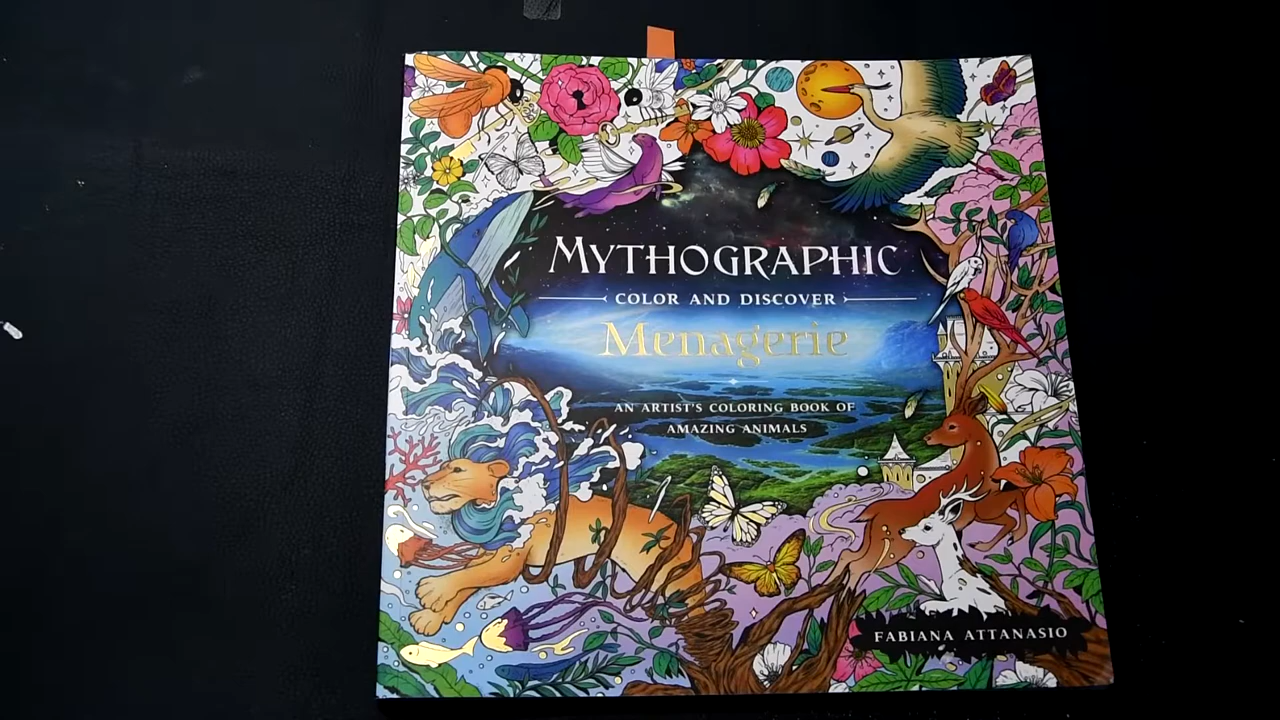 MYTHOGRAPHIC
COLOR AND DISCOVER
Menagerie
AN ARTIST'S COLORING BOOK OF
AMAZING ANIMALS
FABIANA ATTANASIO